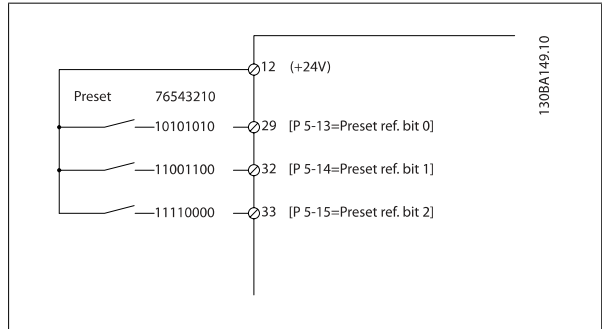 12 (+24V)
Preset 76543210
10101010 29 [P 5-13=Preset ref. bit 0]
11001100 32 [P 5-14=Preset ref. bit 1]
11110000 33 [P 5-15=Preset ref. bit 2]
130BA149.10